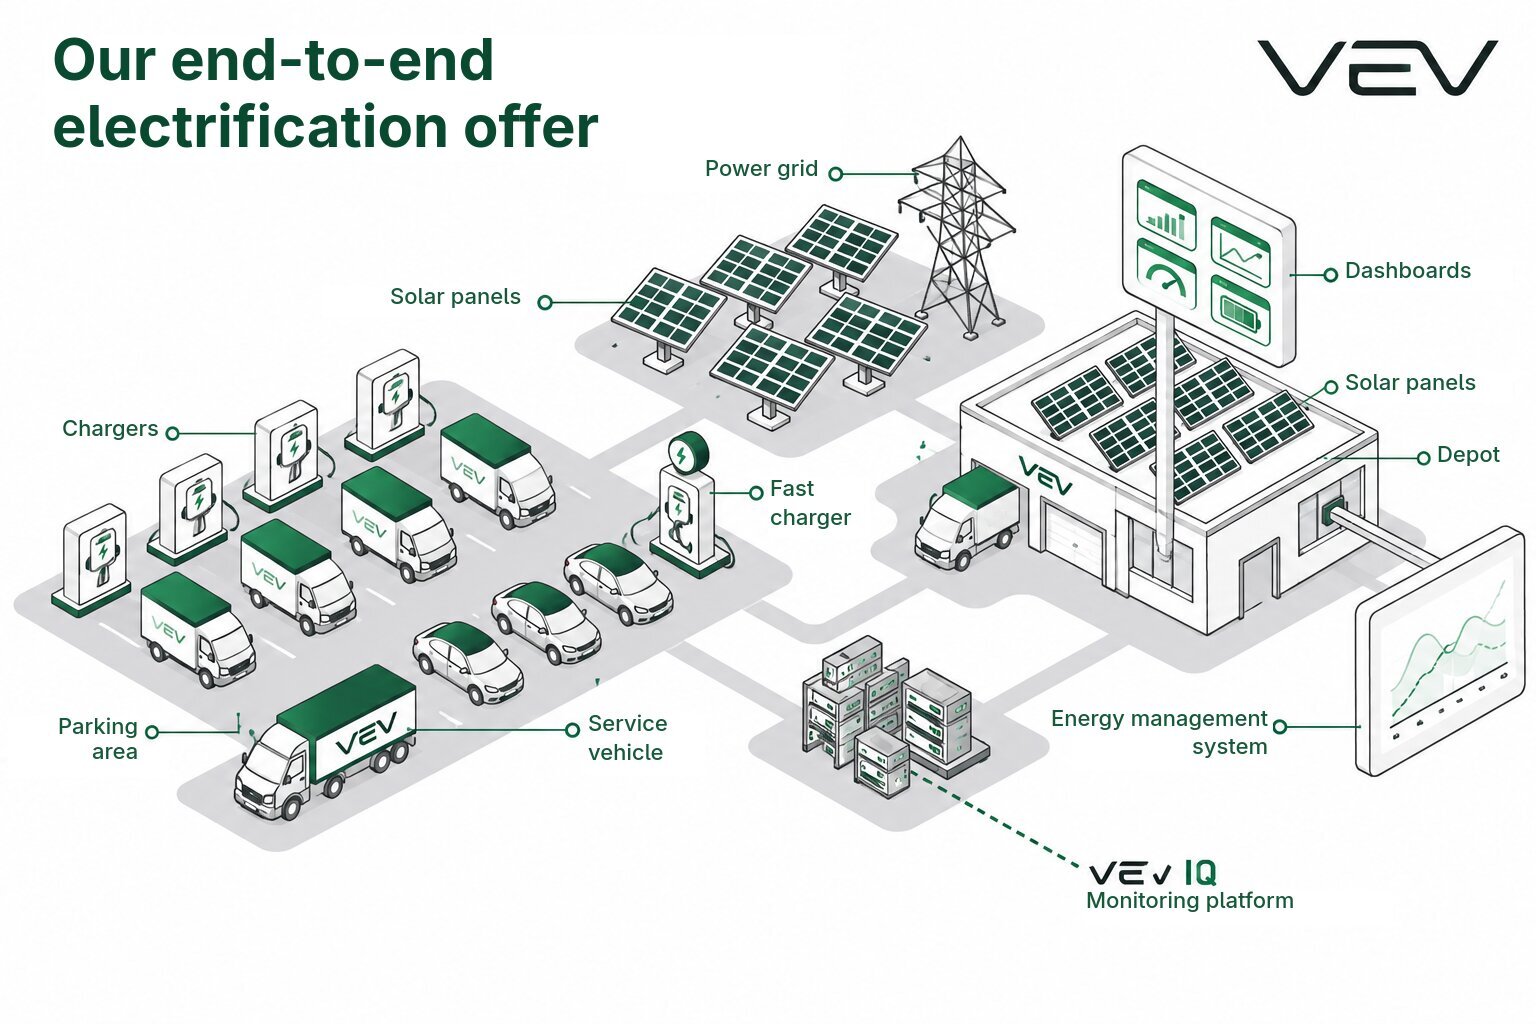 Our end-to-end
electrification offer
VEV
Power grid
Solar panels
Dashboards
Solar panels
Chargers
Depot
VEV
VEV
Fast
charger
VEV
VEV
VEV
Parking
area
VEV
Service
vehicle
Energy management
system
VEV IQ
Monitoring platform